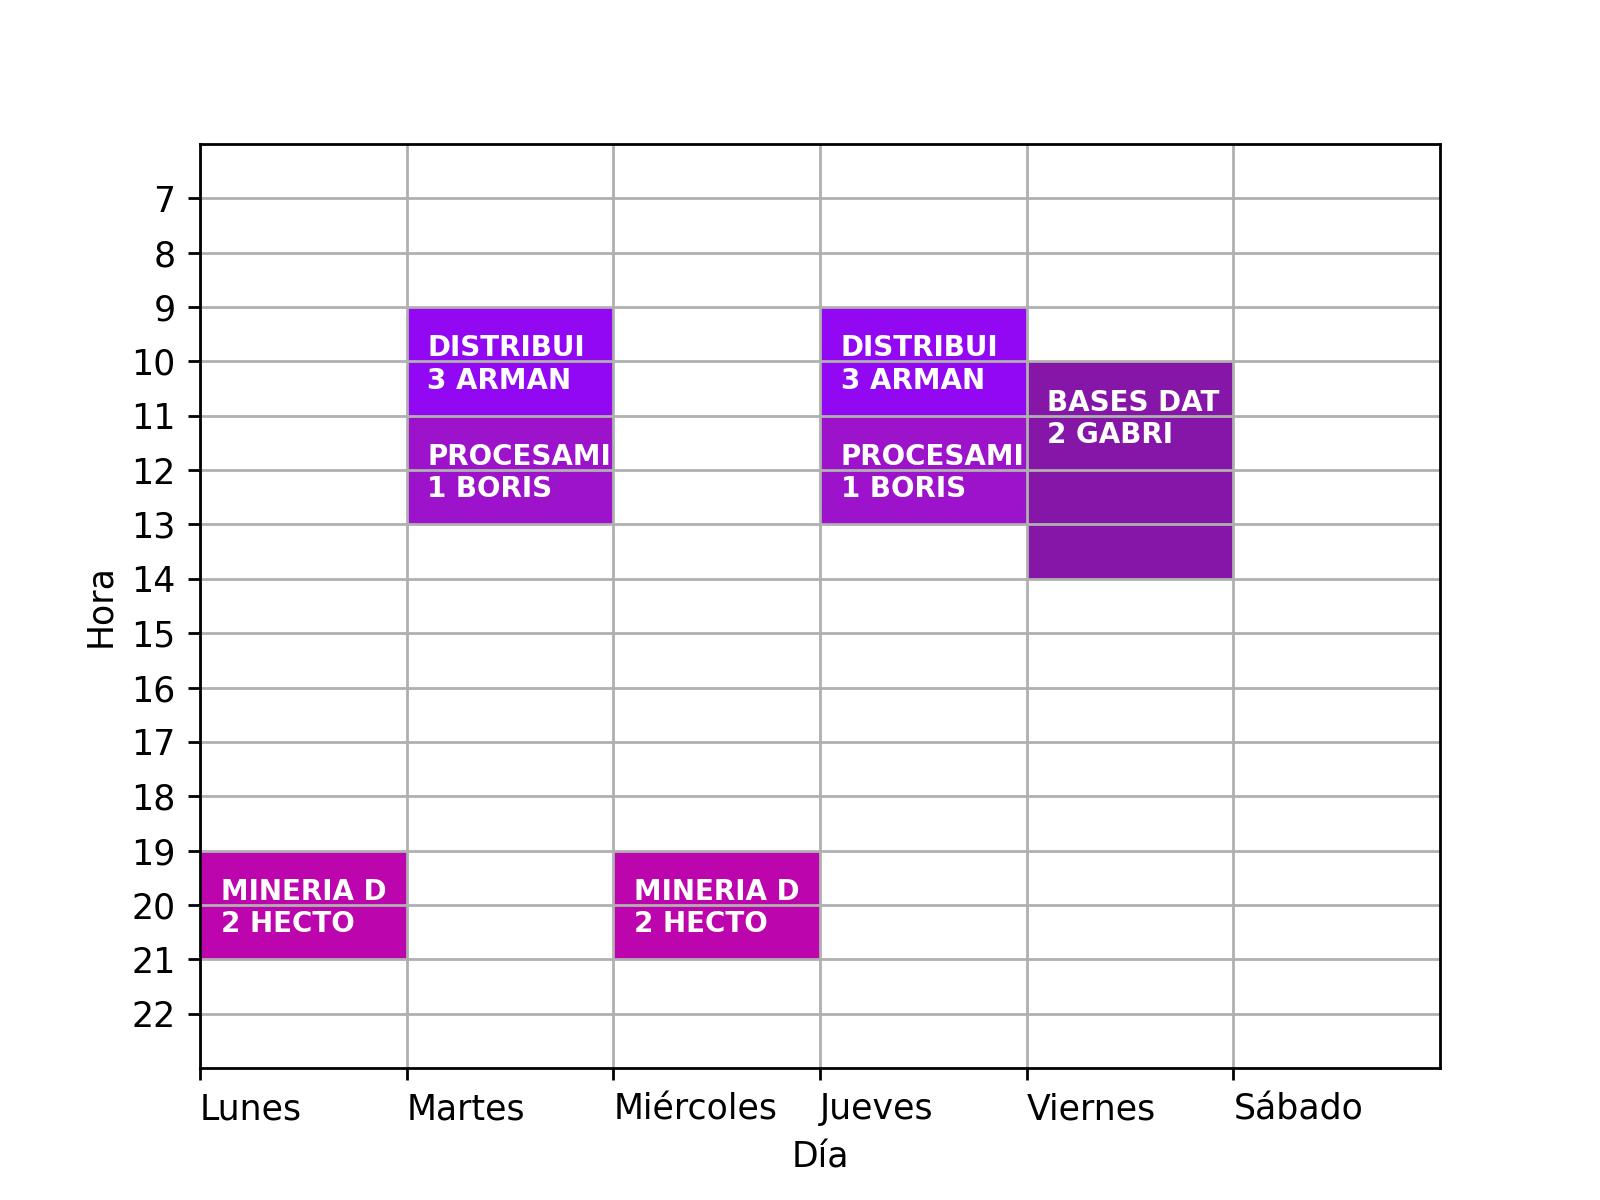 7
8
9
10
11
12
13
14
15
16
17
18
19
20
21
22
Hora
MINERIA D
2 HECTO
DISTRIBUI
3 ARMAN
PROCESAMI
1 BORIS
MINERIA D
2 HECTO
DISTRIBUI
3 ARMAN
PROCESAMI
1 BORIS
BASES DAT
2 GABRI
Lunes
Martes
Miércoles
Jueves
Viernes
Sábado
Día